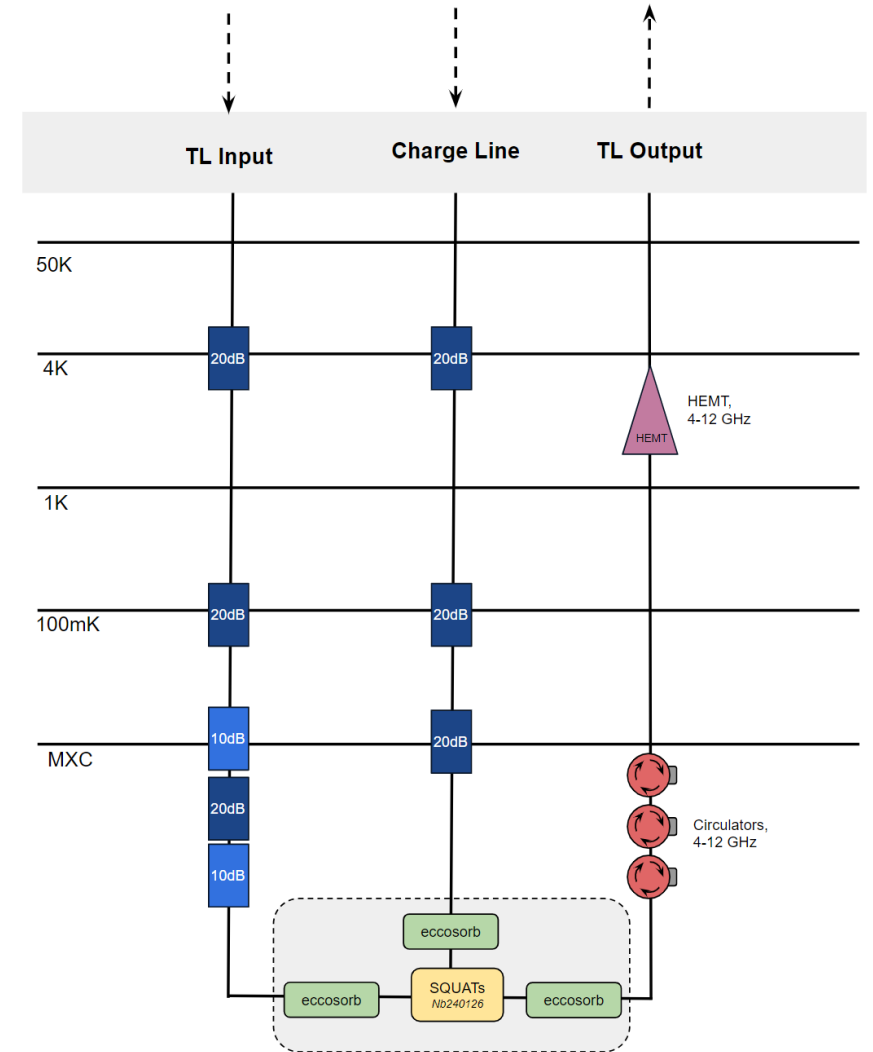 TL Input
Charge Line
TL Output
50K
20dB
20dB
4K
HEMT,
4-12 GHz
HEMT
1K
20dB
20dB
100mK
10dB
20dB
MXC
20dB
Circulators,
4-12 GHz
10dB
eccosorb
eccosorb
SQUATs
Nb240126
eccosorb